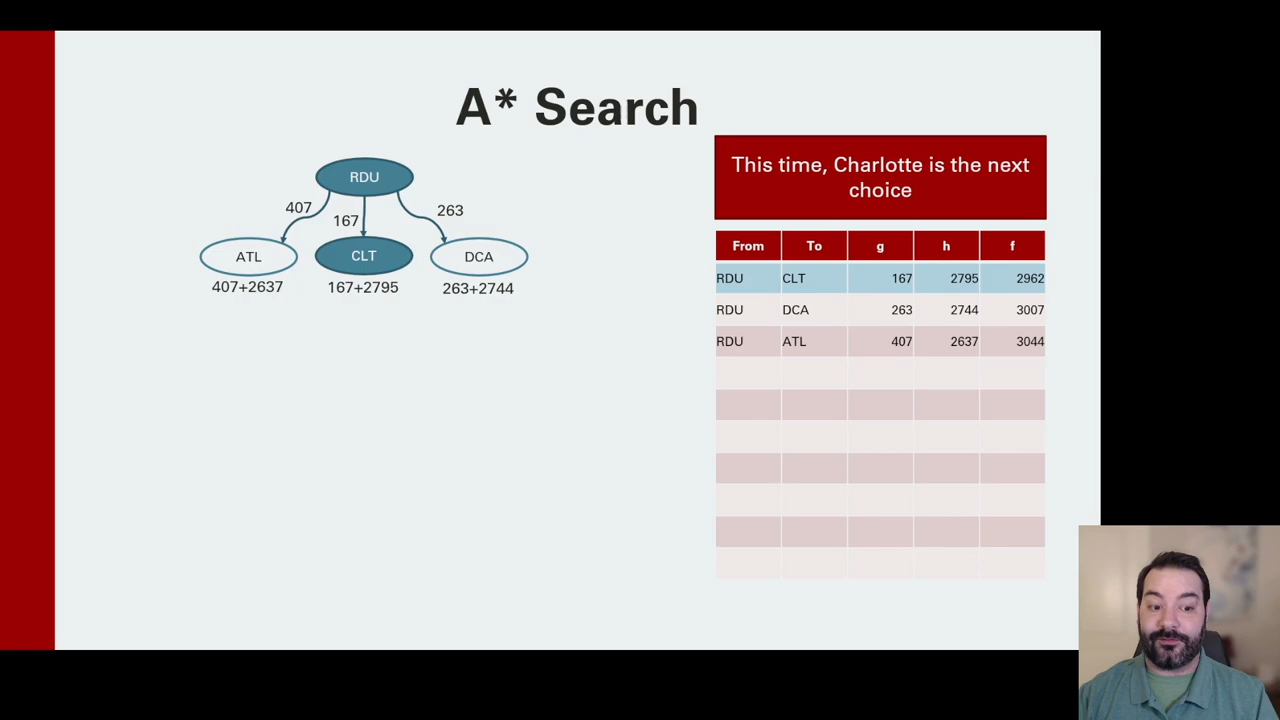 A* Search
RDU
407
167
263
ATL
CLT
DCA
407+2637
167+2795
263+2744
This time, Charlotte is the next
choice
From To g h f
RDU CLT 167 2795 2962
RDU DCA 263 2744 3007
RDU ATL 407 2637 3044